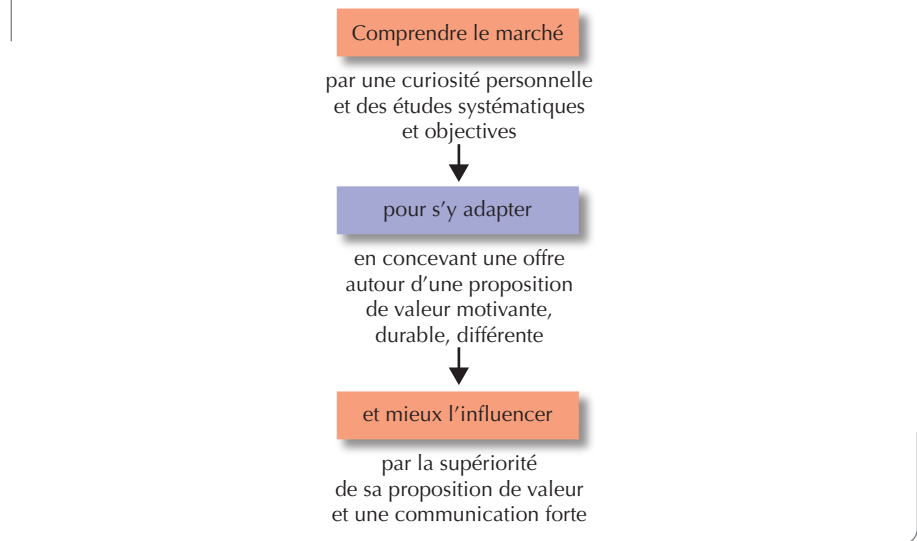 Comprendre le marché
par une curiosité personnelle
et des études systématiques
et objectives
pour s’y adapter
en concevant une offre
autour d’une proposition
de valeur motivante,
durable, différente
et mieux l’influencer
par la supériorité
de sa proposition de valeur
et une communication forte